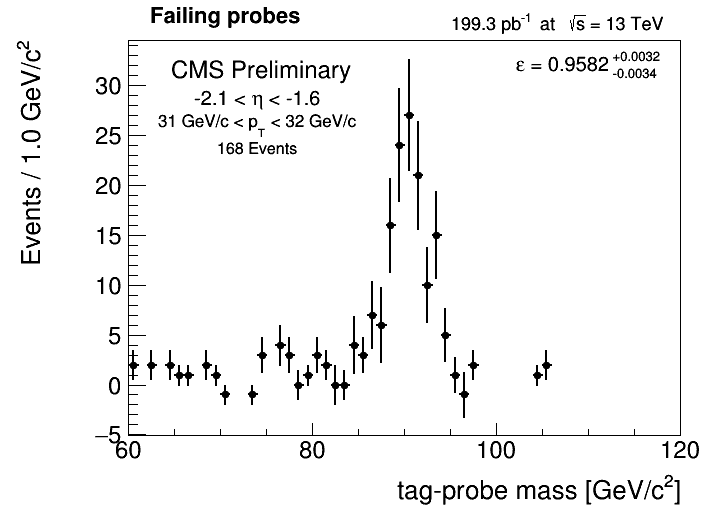 Failing probes
199.3 pb⁻¹ at √s = 13 TeV
CMS Preliminary
-2.1 < η < -1.6
31 GeV/c < p_T < 32 GeV/c
168 Events
ε = 0.9582 +0.0032 -0.0034
Events / 1.0 GeV/c²
30
25
20
15
10
5
0
−5
60 80 100 120
tag-probe mass [GeV/c²]